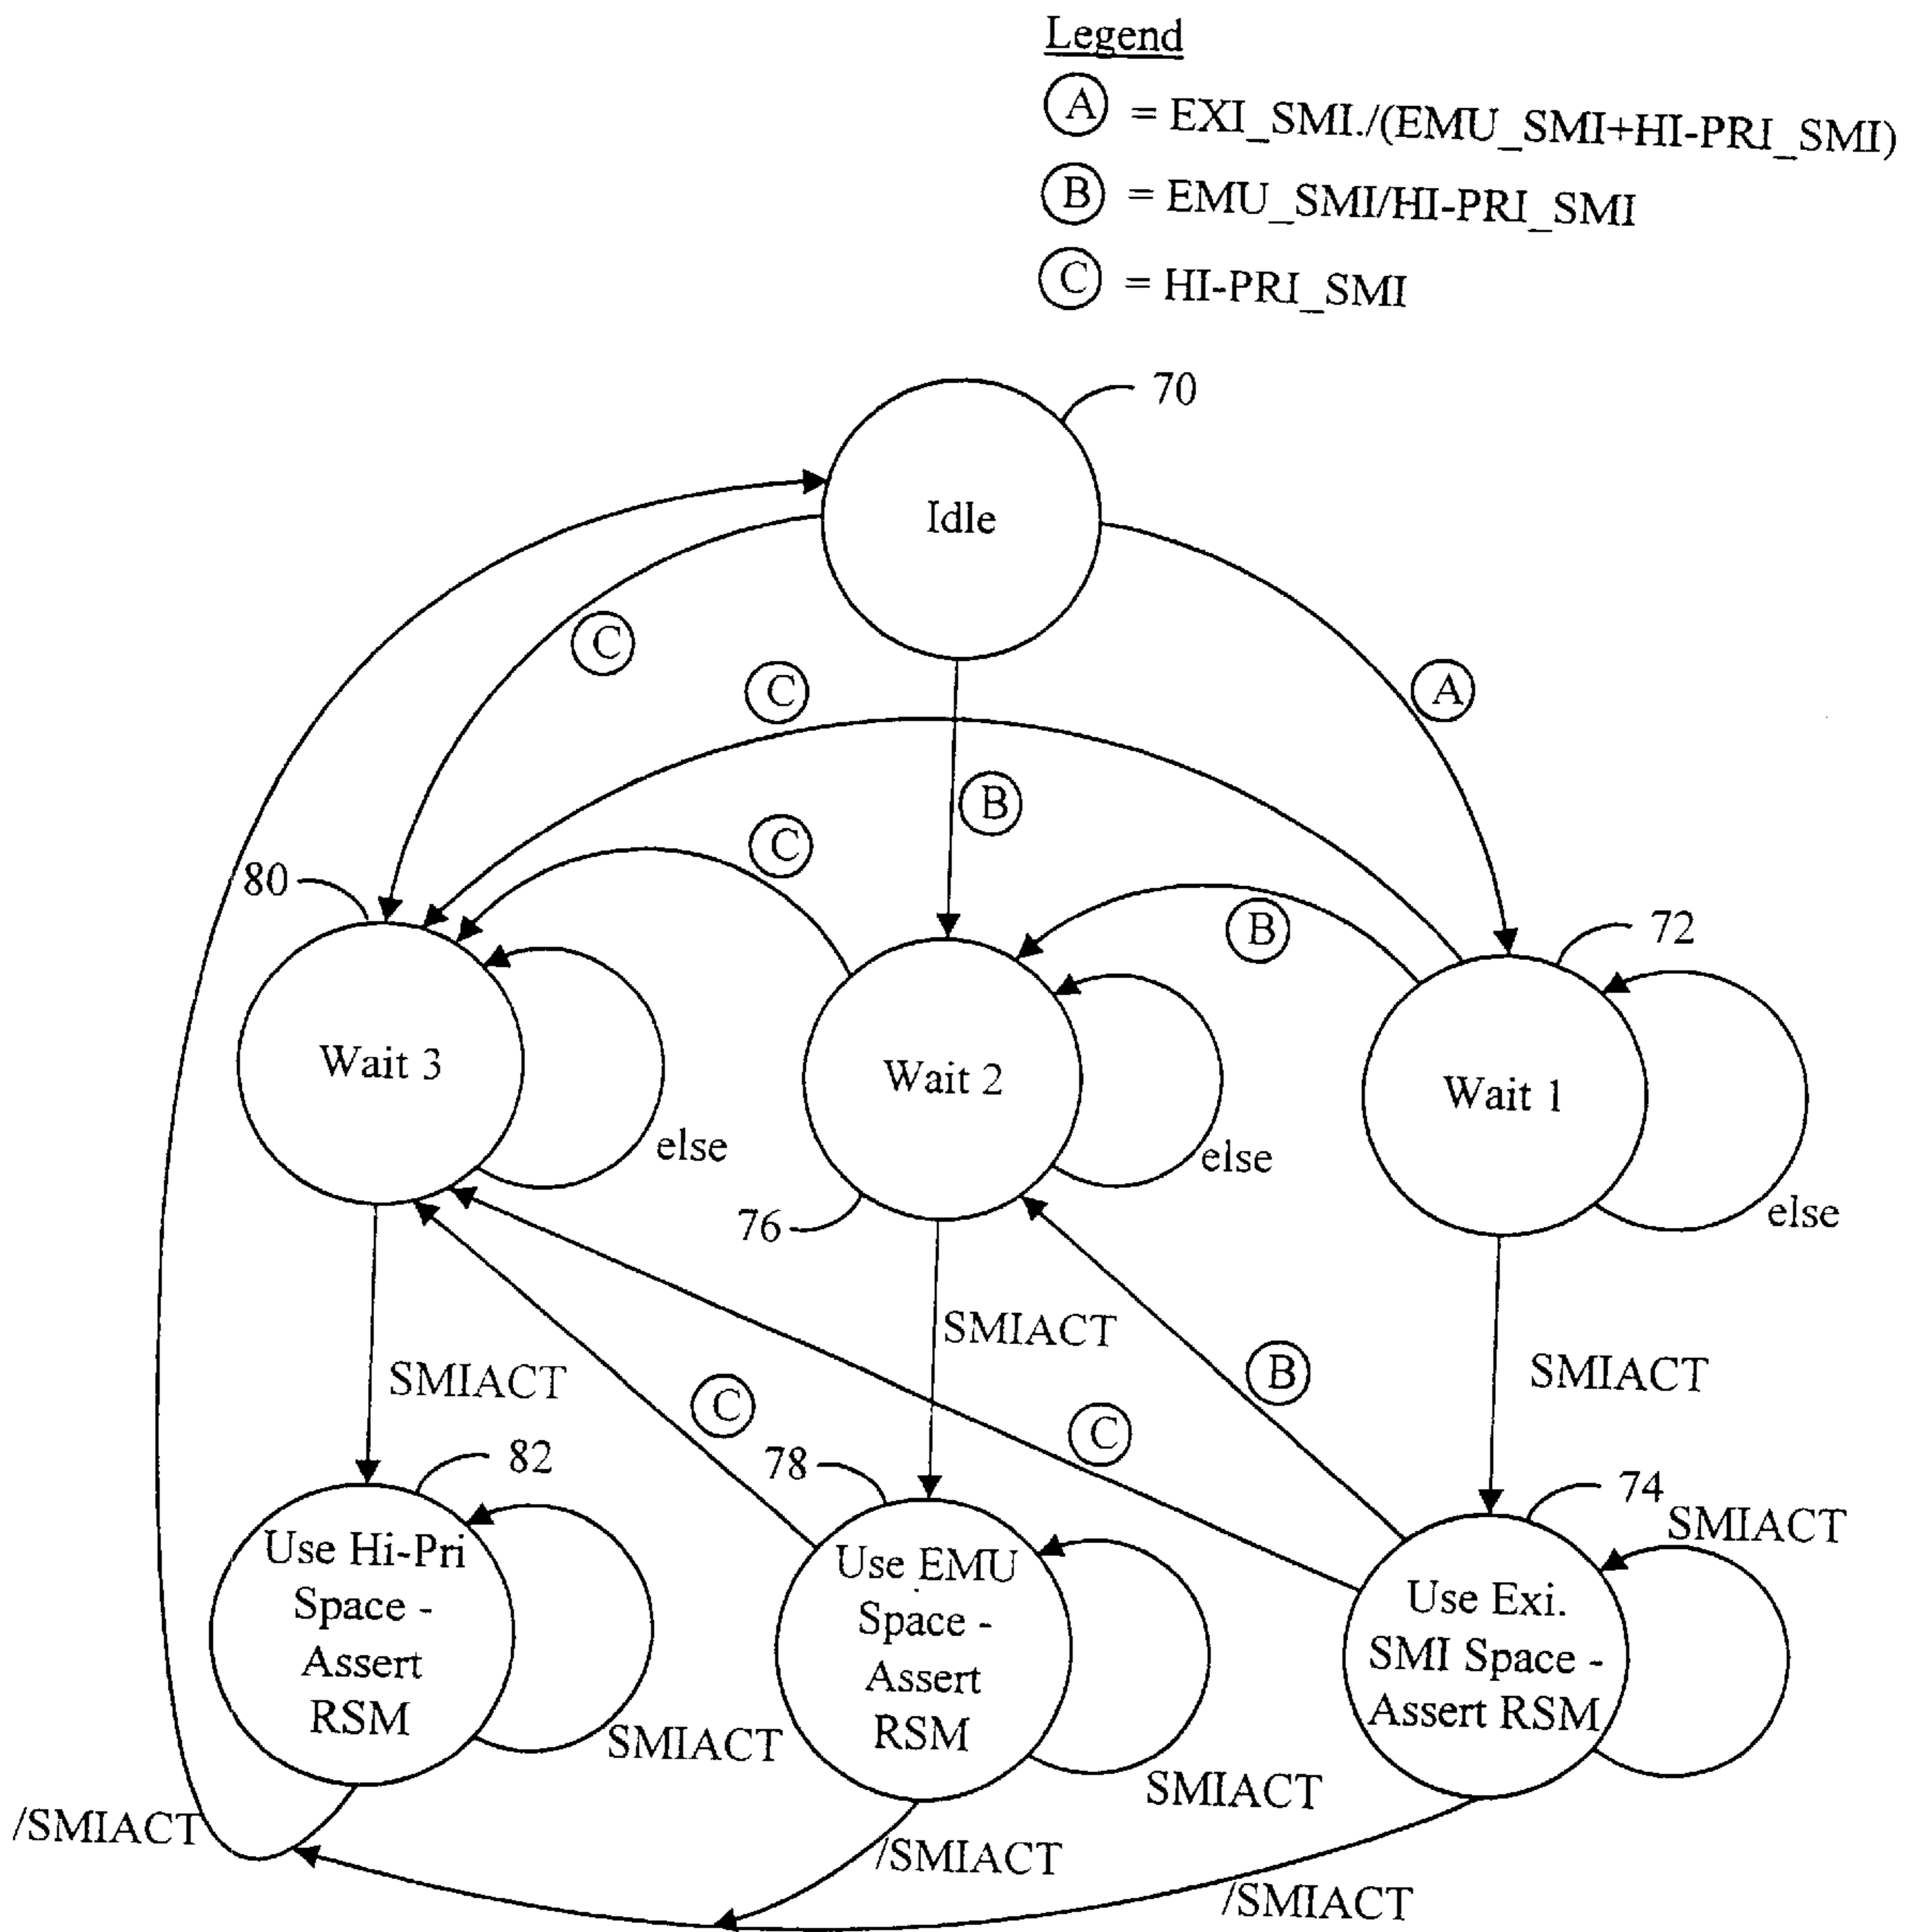 Legend
A = EXI_SMI./(EMU_SMI+HI-PRI_SMI)
B = EMU_SMI/HI-PRI_SMI
C = HI-PRI_SMI
70
Idle
C
C
A
B
C
80
B
72
Wait 3
Wait 2
Wait 1
else
else
else
76
SMIACT
SMIACT
SMIACT
B
C
C
82
78
74
SMIACT
Use Hi-Pri
Space -
Assert
RSM
Use EMU
Space -
Assert
RSM
Use Exi.
SMI Space -
Assert RSM
SMIACT
SMIACT
/SMIACT
/SMIACT
/SMIACT